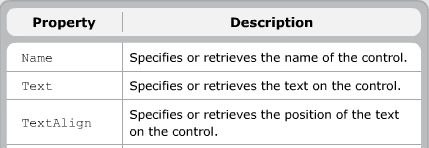 Property Description
Name Specifies or retrieves the name of the control.
Text Specifies or retrieves the text on the control.
TextAlign Specifies or retrieves the position of the text
on the control.